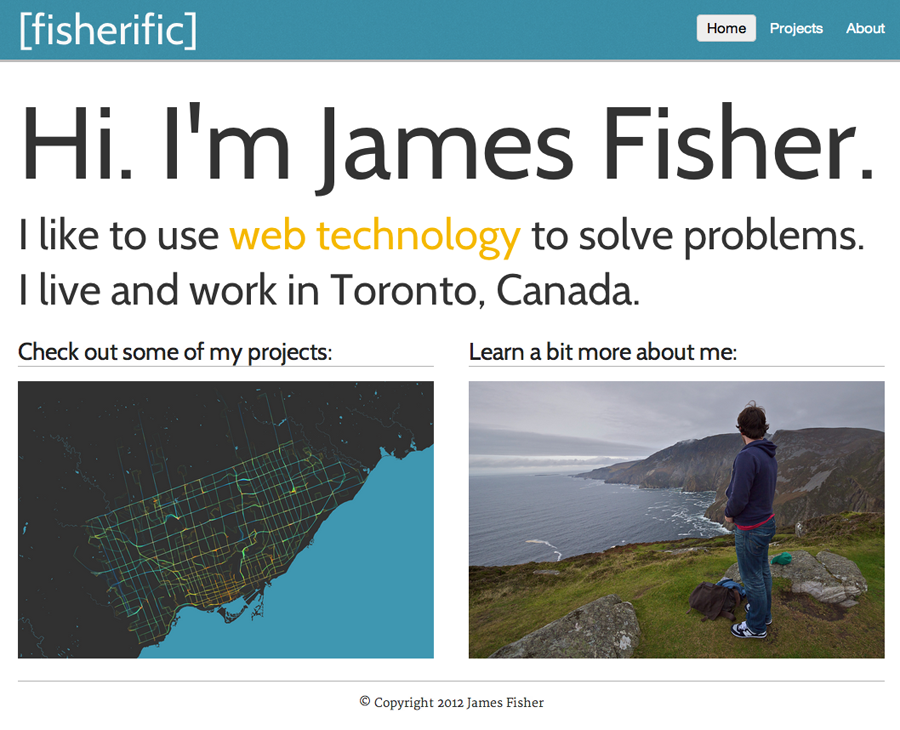 [fisherific]
Home Projects About
Hi. I'm James Fisher.
I like to use web technology to solve problems.
I live and work in Toronto, Canada.
Check out some of my projects:
Learn a bit more about me:
© Copyright 2012 James Fisher